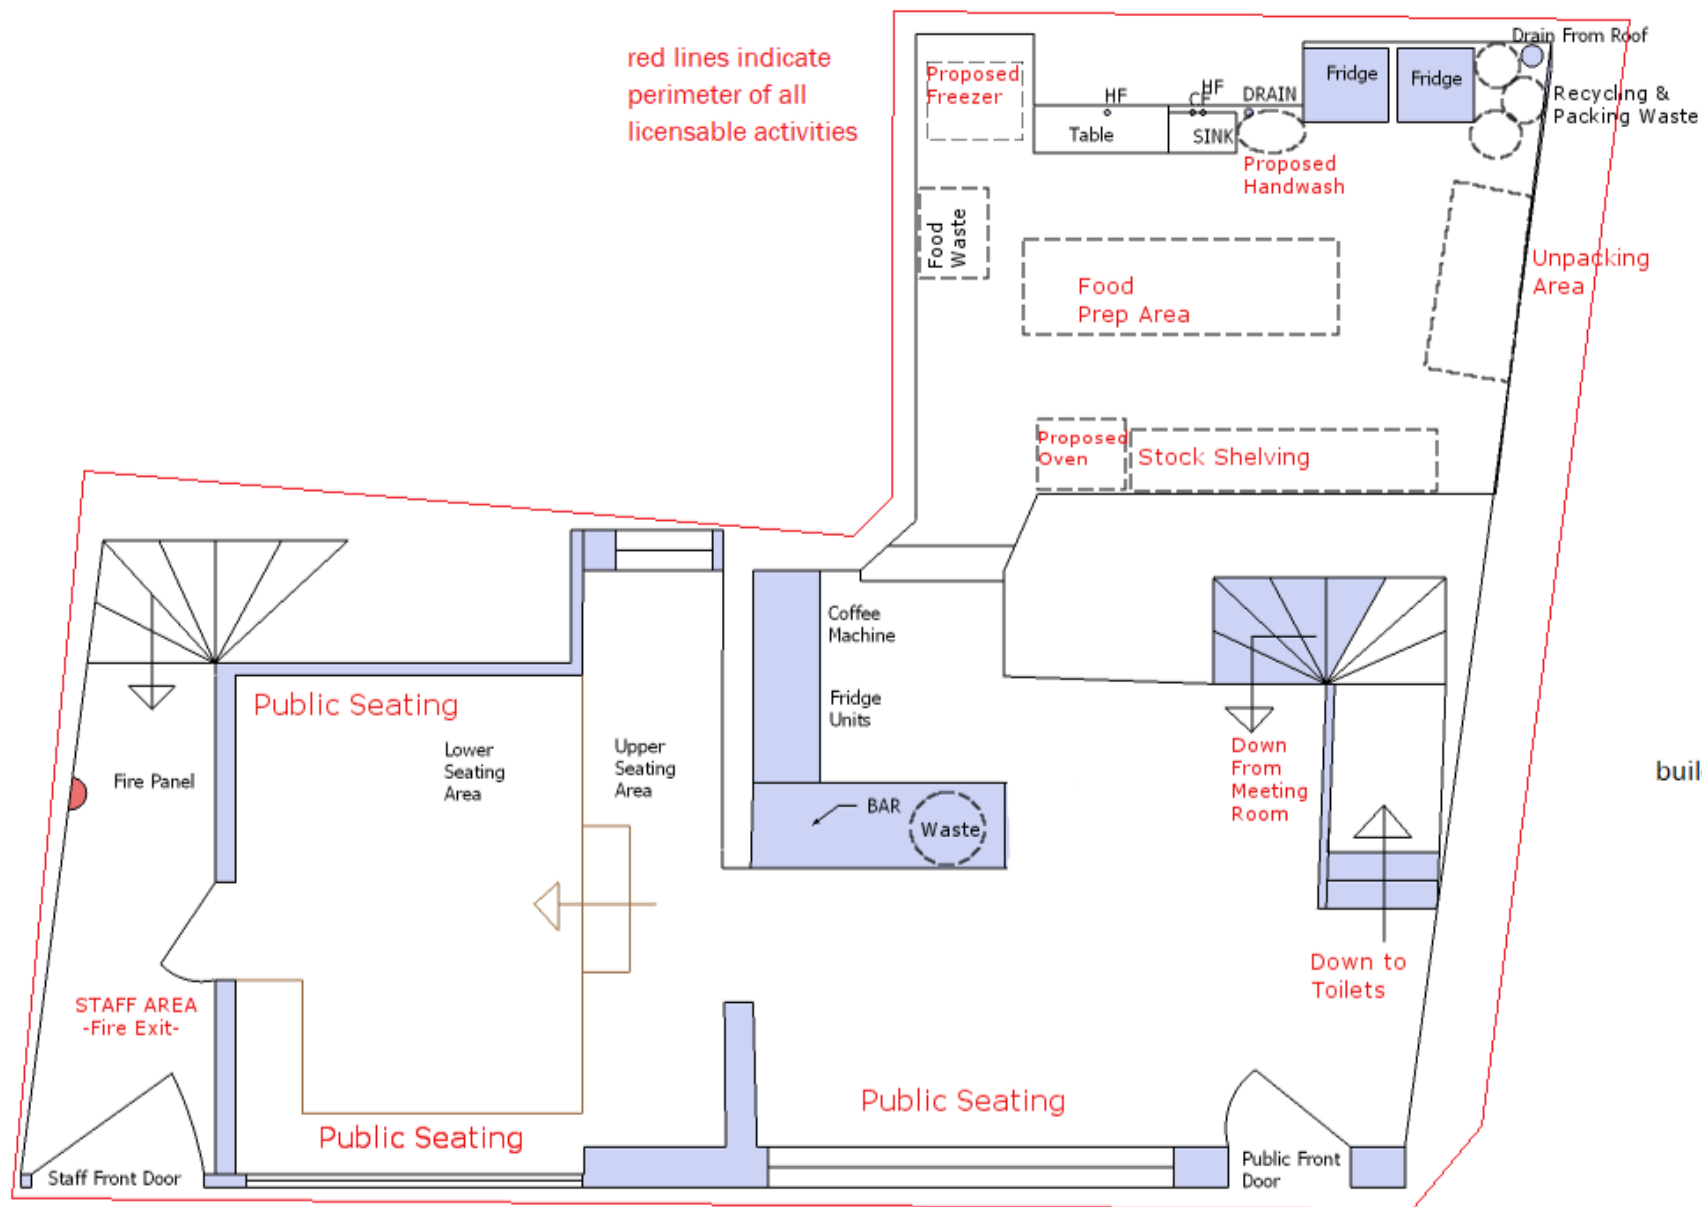 red lines indicate
perimeter of all
licensable activities
Proposed
Freezer
HF
HF
CF
DRAIN
Table
SINK
Proposed
Handwash
Fridge
Fridge
Drain From Roof
Recycling &
Packing Waste
Food
Waste
Food
Prep Area
Unpacking
Area
Proposed
Oven
Stock Shelving
Coffee
Machine
Fridge
Units
Public Seating
Lower
Seating
Area
Upper
Seating
Area
Fire Panel
BAR
Waste
Down
From
Meeting
Room
buil
Down to
Toilets
STAFF AREA
-Fire Exit-
Public Seating
Public Seating
Staff Front Door
Public Front
Door